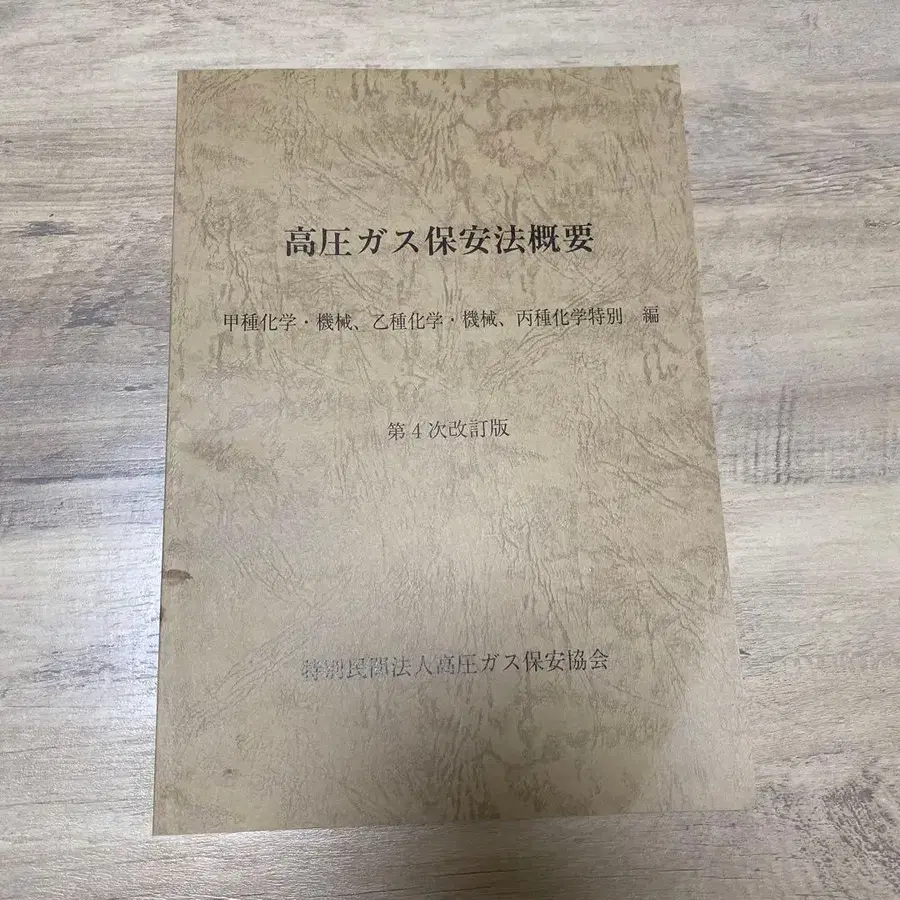 高圧ガス保安法概要
甲種化学・機械、乙種化学・機械、丙種化学特別　編
第4次改訂版
特別民間法人高圧ガス保安協会